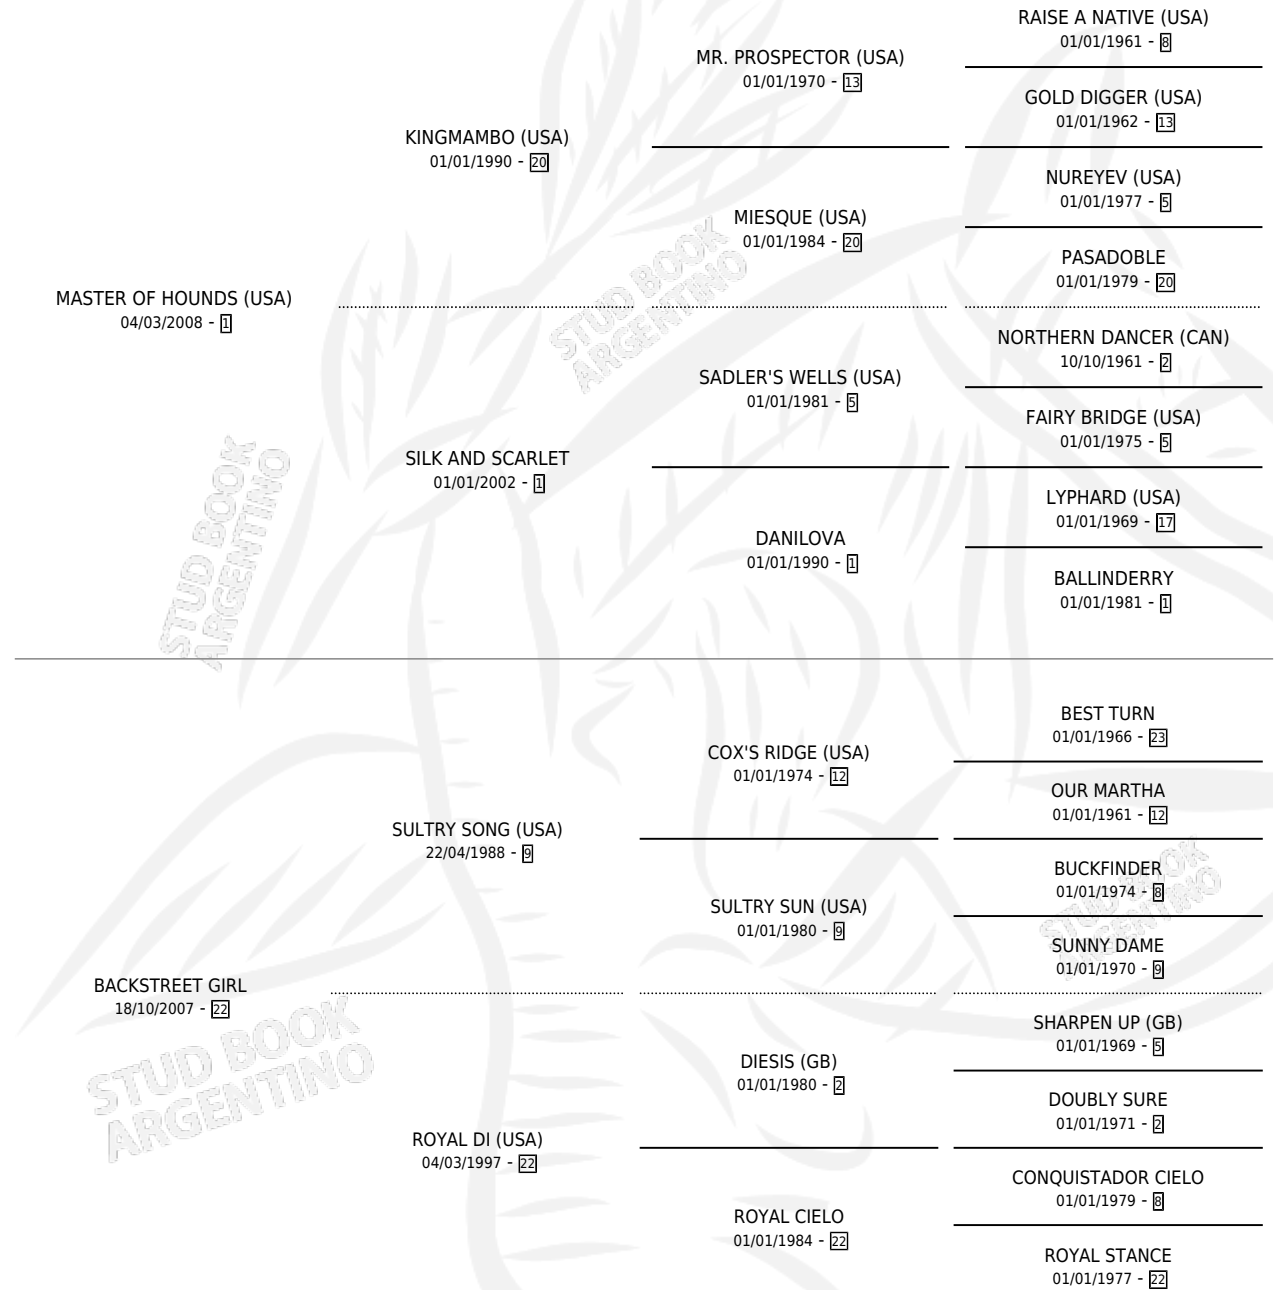 RAISE A NATIVE (USA)
01/01/1961 - 8
MR. PROSPECTOR (USA)
01/01/1970 - 13
GOLD DIGGER (USA)
01/01/1962 - 13
KINGMAMBO (USA)
01/01/1990 - 20
NUREYEV (USA)
01/01/1977 - 5
MIESQUE (USA)
01/01/1984 - 20
PASADOBLE
01/01/1979 - 20
MASTER OF HOUNDS (USA)
04/03/2008 - 1
NORTHERN DANCER (CAN)
10/10/1961 - 2
SADLER'S WELLS (USA)
01/01/1981 - 5
FAIRY BRIDGE (USA)
01/01/1975 - 5
SILK AND SCARLET
01/01/2002 - 1
LYPHARD (USA)
01/01/1969 - 17
DANILOVA
01/01/1990 - 1
BALLINDERRY
01/01/1981 - 1
BEST TURN
01/01/1966 - 23
COX'S RIDGE (USA)
01/01/1974 - 12
OUR MARTHA
01/01/1961 - 12
SULTRY SONG (USA)
22/04/1988 - 9
BUCKFINDER
01/01/1974 - 8
SULTRY SUN (USA)
01/01/1980 - 9
SUNNY DAME
01/01/1970 - 9
BACKSTREET GIRL
18/10/2007 - 22
SHARPEN UP (GB)
01/01/1969 - 5
DIESIS (GB)
01/01/1980 - 2
DOUBLY SURE
01/01/1971 - 2
ROYAL DI (USA)
04/03/1997 - 22
CONQUISTADOR CIELO
01/01/1979 - 8
ROYAL CIELO
01/01/1984 - 22
ROYAL STANCE
01/01/1977 - 22
STUD BOOK
ARGENTINO
STUD BOOK
ARGENTINO
STUD BOOK
ARGENTINO
STUD BOOK
ARGENTINO